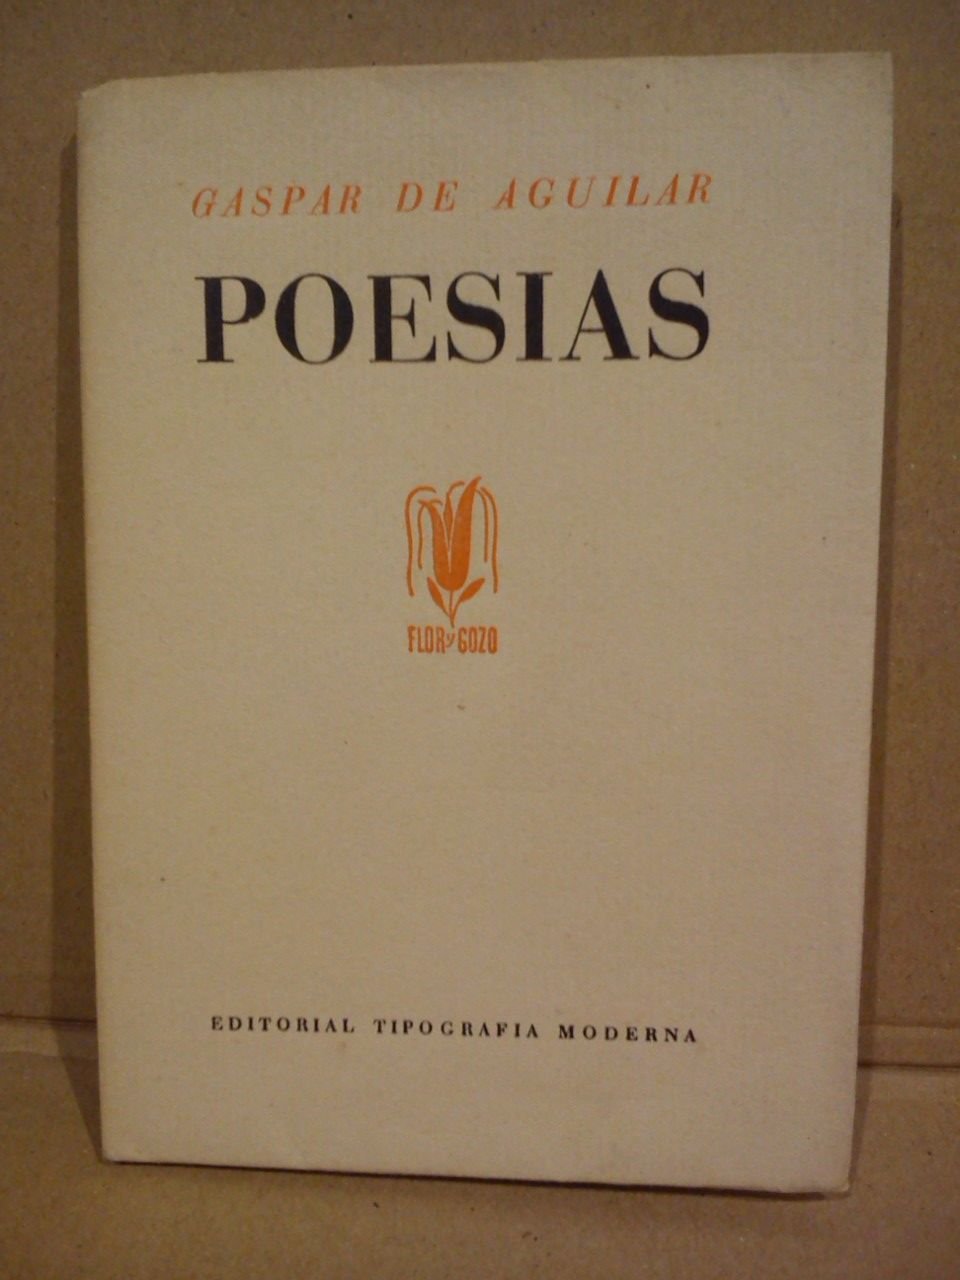 GASPAR DE AGUILAR
POESIAS
FLOR y GOZO
EDITORIAL TIPOGRAFIA MODERNA